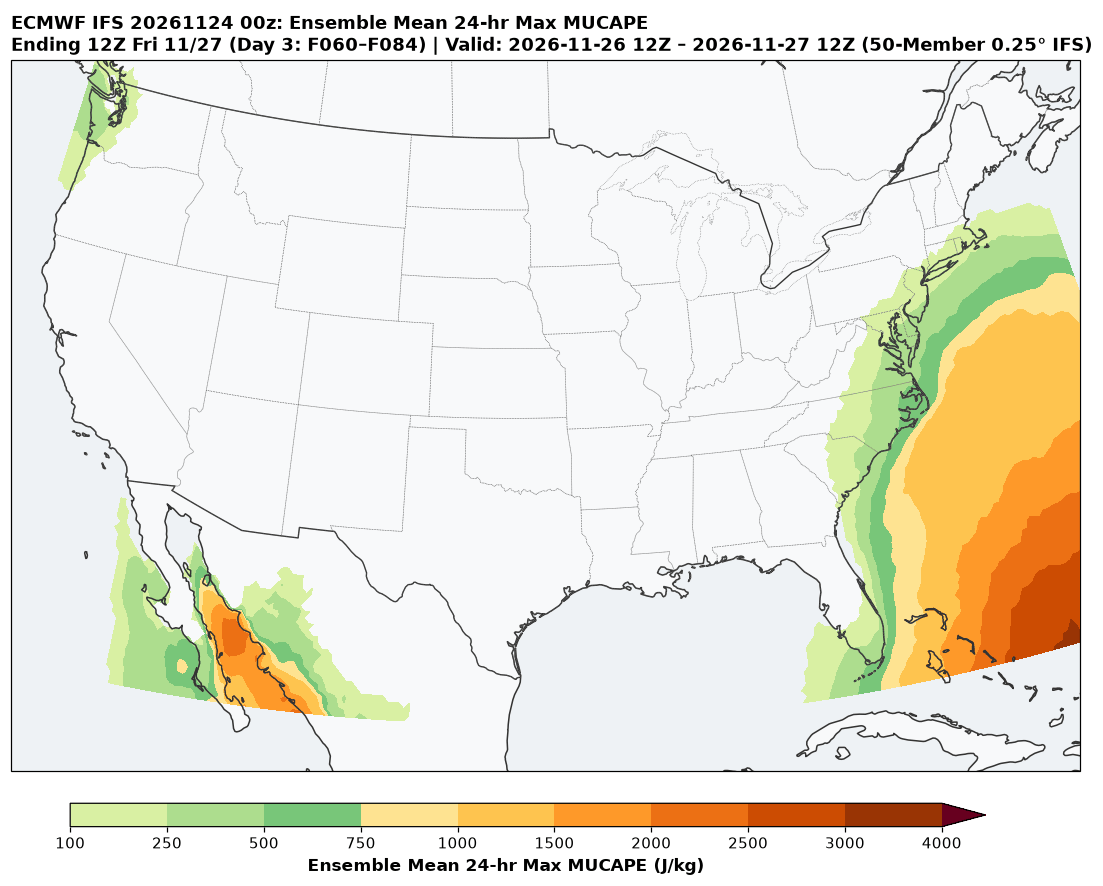 ECMWF IFS 20261124 00z: Ensemble Mean 24-hr Max MUCAPE
Ending 12Z Fri 11/27 (Day 3: F060–F084) | Valid: 2026-11-26 12Z – 2026-11-27 12Z (50-Member 0.25° IFS)
100 250 500 750 1000 1500 2000 2500 3000 4000
Ensemble Mean 24-hr Max MUCAPE (J/kg)